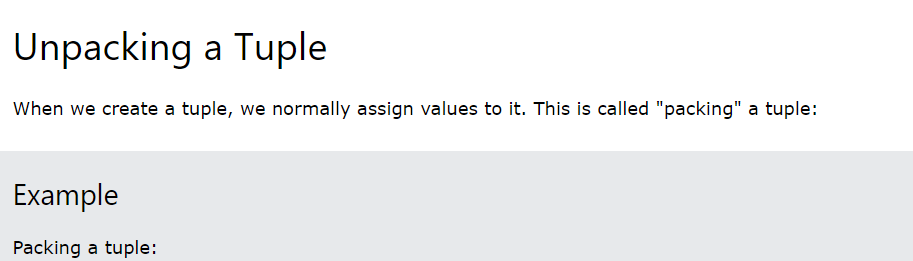 Unpacking a Tuple
When we create a tuple, we normally assign values to it. This is called "packing" a tuple:
Example
Packing a tuple: